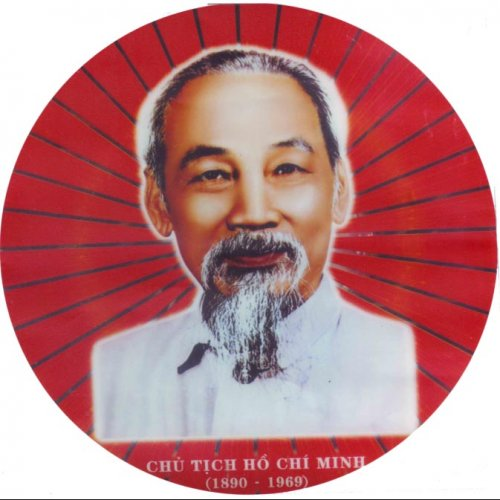 CHỦ TỊCH HỒ CHÍ MINH
(1890 - 1969)